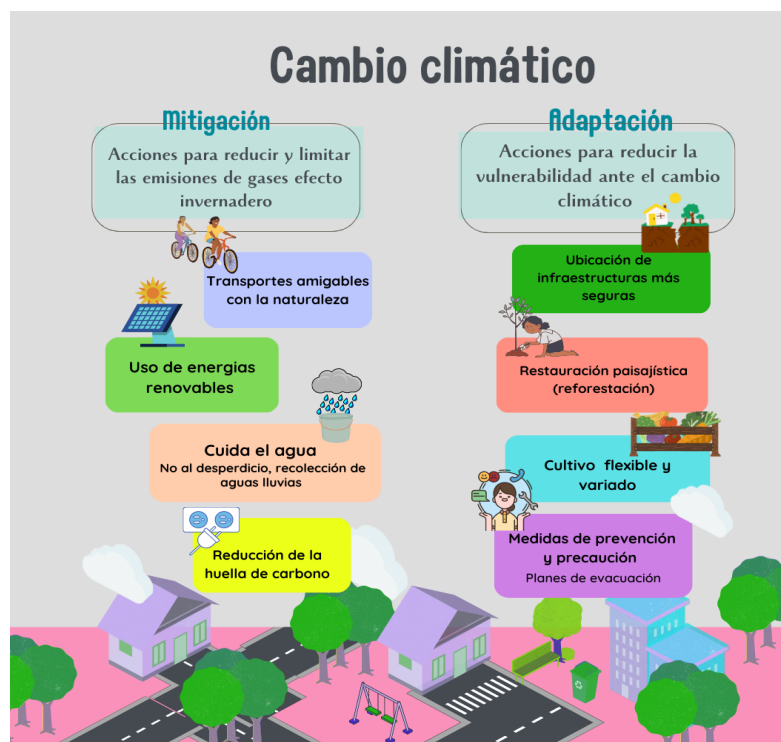 Cambio climático
Mitigación
Acciones para reducir y limitar
las emisiones de gases efecto
invernadero
Transportes amigables
con la naturaleza
Uso de energias
renovables
Cuida el agua
No al desperdicio, recolección de
aguas lluvias
Reducción de la
huella de carbono
Adaptación
Acciones para reducir la
vulnerabilidad ante el cambio
climático
Ubicación de
infraestructuras más
seguras
Restauración paisajística
(reforestación)
Cultivo flexible y
variado
Medidas de prevención
y precaución
Planes de evacuación